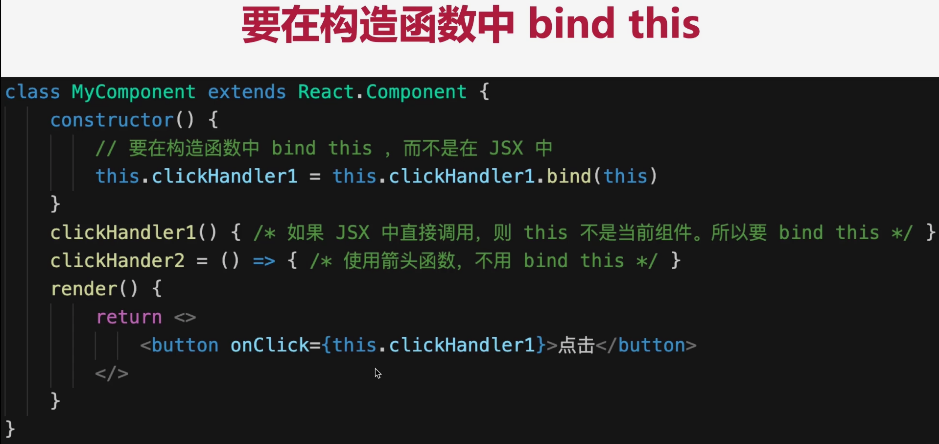 要在构造函数中 bind this
class MyComponent extends React.Component {
constructor() {
// 要在构造函数中 bind this ，而不是在 JSX 中
this.clickHandler1 = this.clickHandler1.bind(this)
}
clickHandler1() { /* 如果 JSX 中直接调用，则 this 不是当前组件。所以要 bind this */ }
clickHander2 = () => { /* 使用箭头函数，不用 bind this */ }
render() {
return <>
<button onClick={this.clickHandler1}>点击</button>
</>
}
}